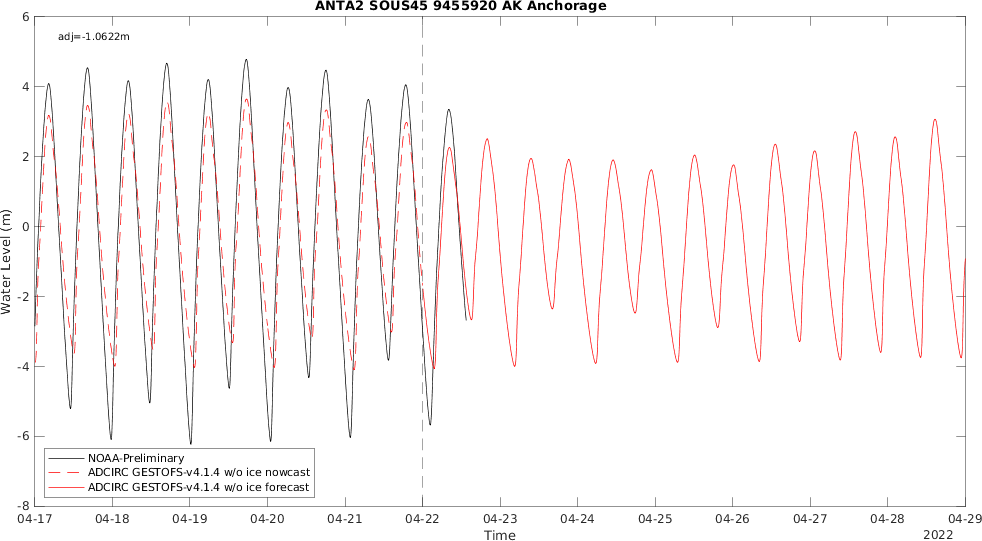 ANTA2 SOUS45 9455920 AK Anchorage
adj=-1.0622m
6
4
2
0
-2
-4
-6
-8
Water Level (m)
NOAA-Preliminary
ADCIRC GESTOFS-v4.1.4 w/o ice nowcast
ADCIRC GESTOFS-v4.1.4 w/o ice forecast
04-17 04-18 04-19 04-20 04-21 04-22 04-23 04-24 04-25 04-26 04-27 04-28 04-29
Time
2022